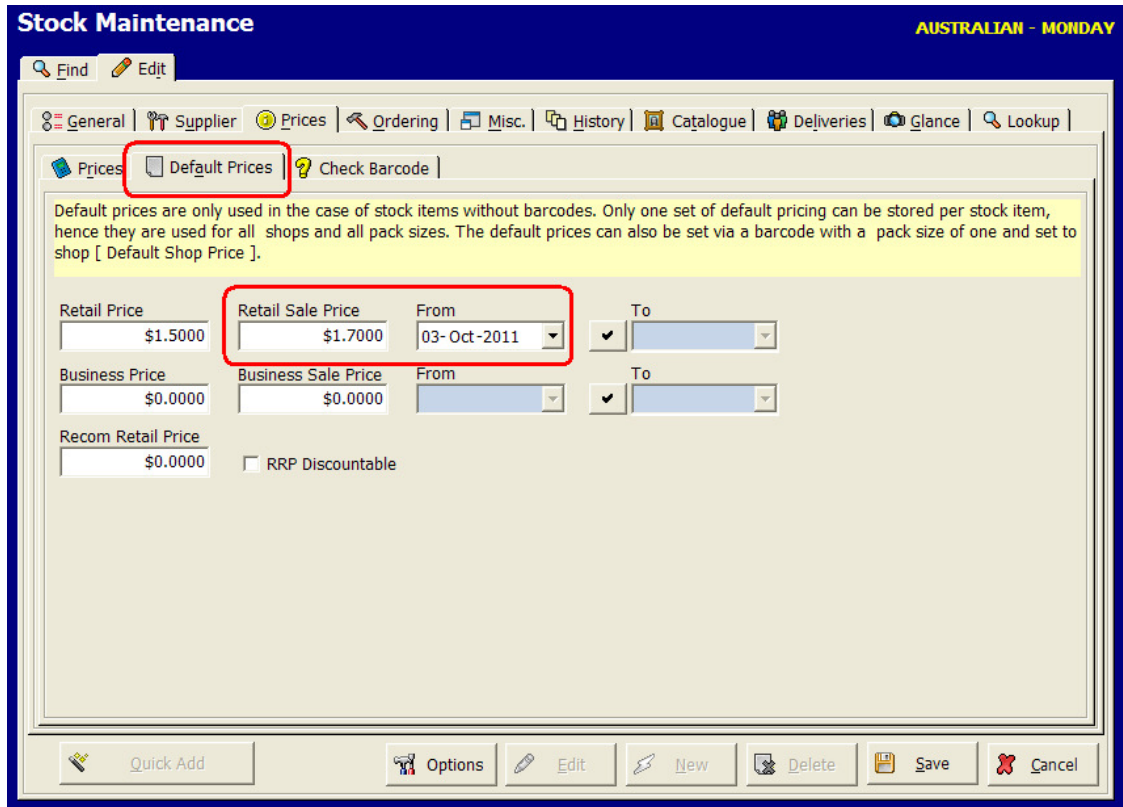 Stock Maintenance
AUSTRALIAN - MONDAY
Find Edit
General Supplier Prices Ordering Misc. History Catalogue Deliveries Glance Lookup
Prices Default Prices Check Barcode
Default prices are only used in the case of stock items without barcodes. Only one set of default pricing can be stored per stock item,
hence they are used for all shops and all pack sizes. The default prices can also be set via a barcode with a pack size of one and set to
shop [ Default Shop Price ].
Retail Price Retail Sale Price From To
$1.5000 $1.7000 03-Oct-2011
Business Price Business Sale Price From To
$0.0000 $0.0000
Recom Retail Price
$0.0000 RRP Discountable
Quick Add Options Edit New Delete Save Cancel